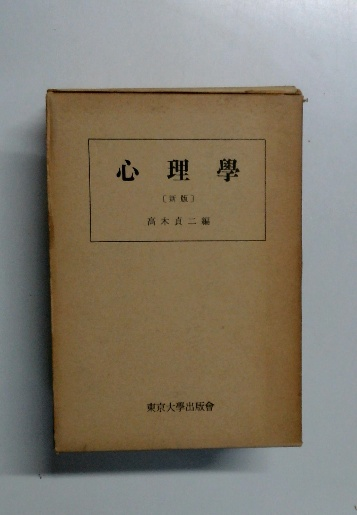 心理學
〔新版〕
高木貞二編
東京大學出版會